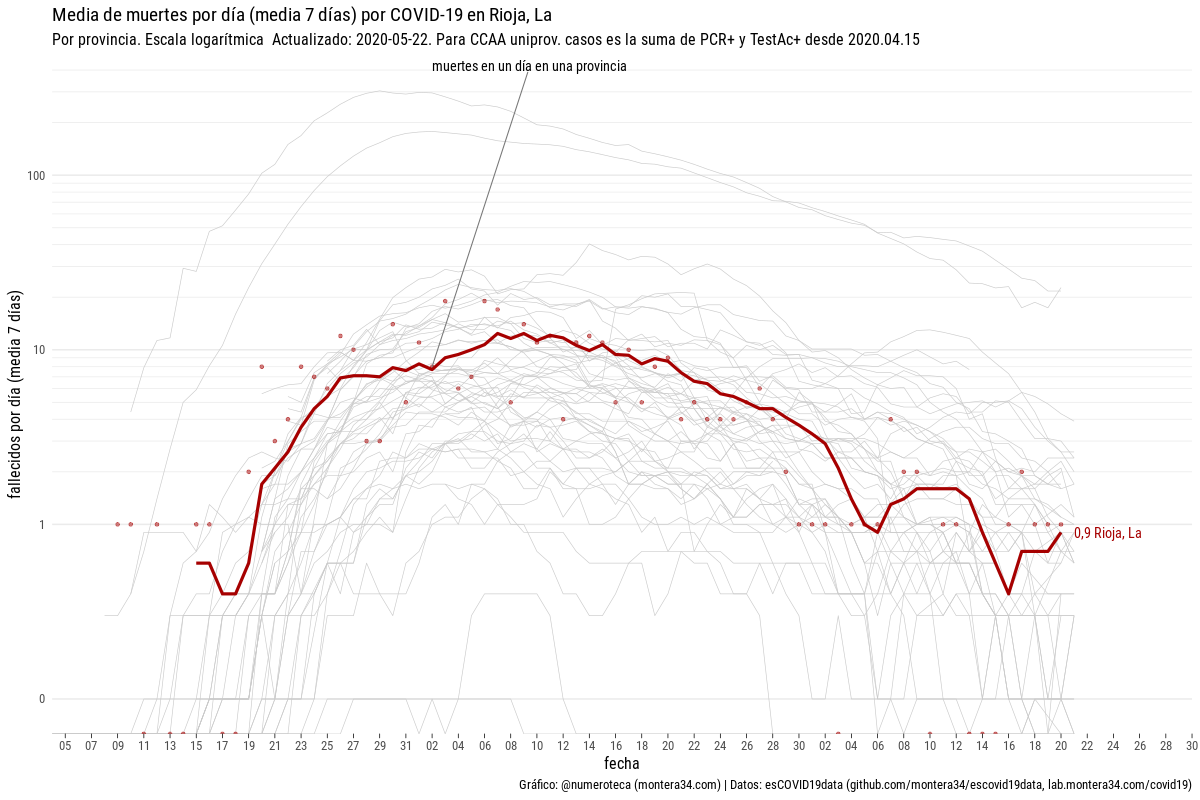 Media de muertes por día (media 7 días) por COVID-19 en Rioja, La
Por provincia. Escala logarítmica  Actualizado: 2020-05-22. Para CCAA uniprov. casos es la suma de PCR+ y TestAc+ desde 2020.04.15
muertes en un día en una provincia
fallecidos por día (media  7 días)
100
10
1
0
0,9 Rioja, La
05 07 09 11 13 15 17 19 21 23 25 27 29 31 02 04 06 08 10 12 14 16 18 20 22 24 26 28 30 02 04 06 08 10 12 14 16 18 20 22 24 26 28 30
fecha
Gráfico: @numeroteca (montera34.com) | Datos: esCOVID19data (github.com/montera34/escovid19data, lab.montera34.com/covid19)